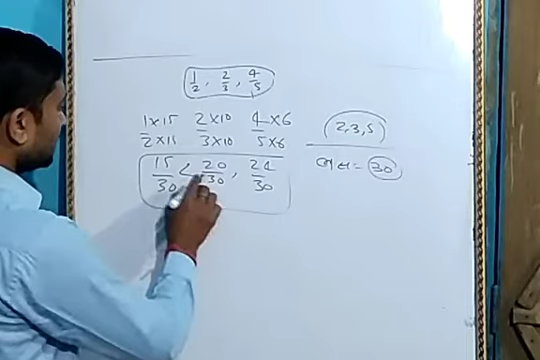 1/2, 2/3, 4/5
1×15/2×15 2×10/3×10 4×6/5×6
15/30 < 20/30, 24/30
(2,3,5)
= 30